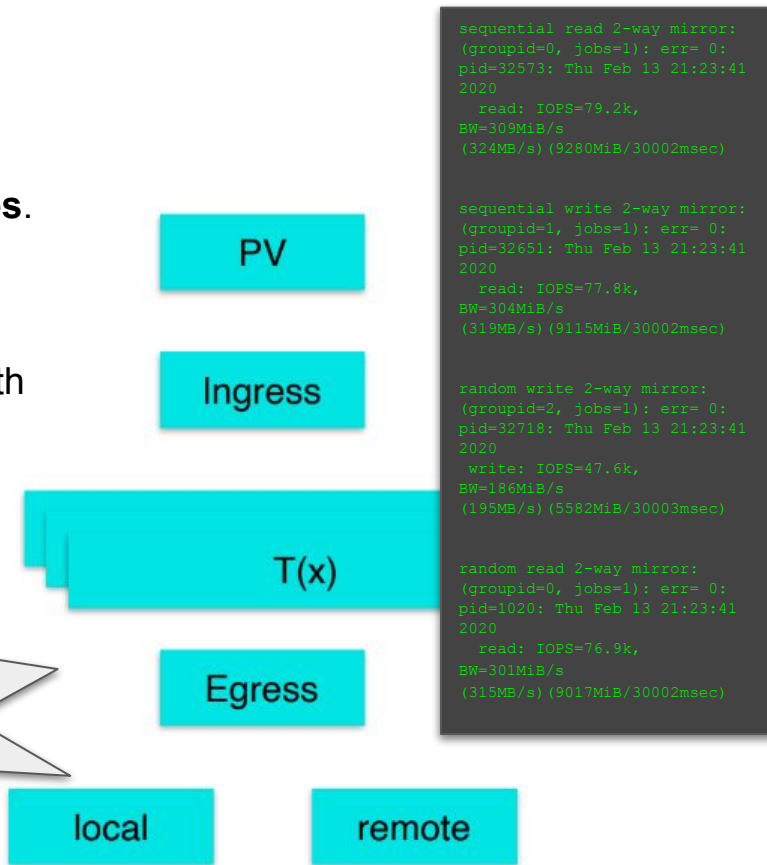 s.
th
PV
Ingress
T(x)
Egress
local
remote
sequential read 2-way mirror:
(groupid=0, jobs=1): err= 0:
pid=32573: Thu Feb 13 21:23:41
2020
read: IOPS=79.2k,
BW=309MiB/s
(324MB/s)(9280MiB/30002msec)
sequential write 2-way mirror:
(groupid=1, jobs=1): err= 0:
pid=32651: Thu Feb 13 21:23:41
2020
read: IOPS=77.8k,
BW=304MiB/s
(319MB/s)(9115MiB/30002msec)
random write 2-way mirror:
(groupid=2, jobs=1): err= 0:
pid=32718: Thu Feb 13 21:23:41
2020
write: IOPS=47.6k,
BW=186MiB/s
(195MB/s)(5582MiB/30003msec)
random read 2-way mirror:
(groupid=0, jobs=1): err= 0:
pid=1020: Thu Feb 13 21:23:41
2020
read: IOPS=76.9k,
BW=301MiB/s
(315MB/s)(9017MiB/30002msec)